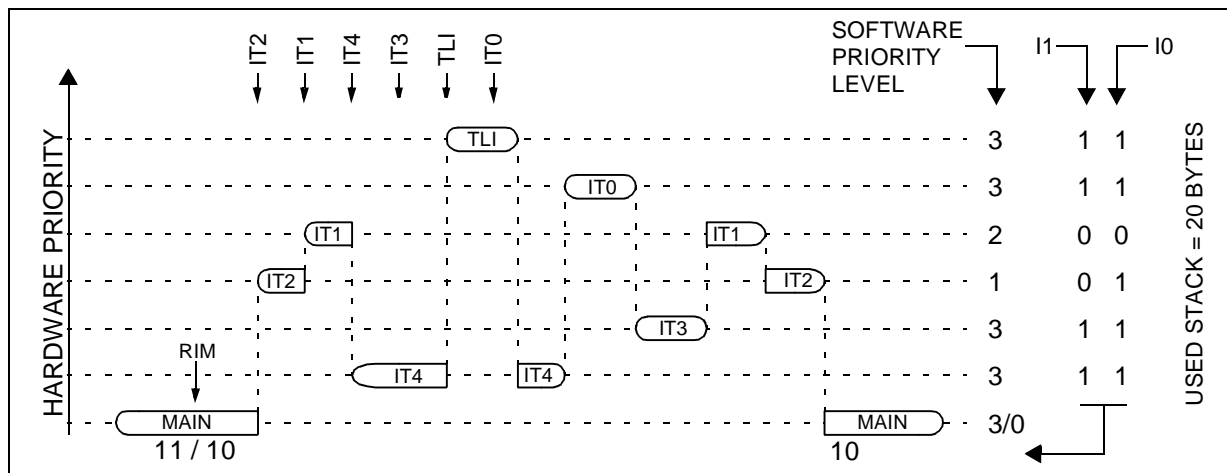 IT2
IT1
IT4
IT3
TLI
IT0
SOFTWARE
PRIORITY
LEVEL
I1
I0
HARDWARE PRIORITY
TLI
3
1 1
IT0
3
1 1
IT1
IT1
2
0 0
IT2
IT2
1
0 1
IT3
3
1 1
RIM
IT4
IT4
3
1 1
MAIN
MAIN
3/0
11 / 10
10
USED STACK = 20 BYTES